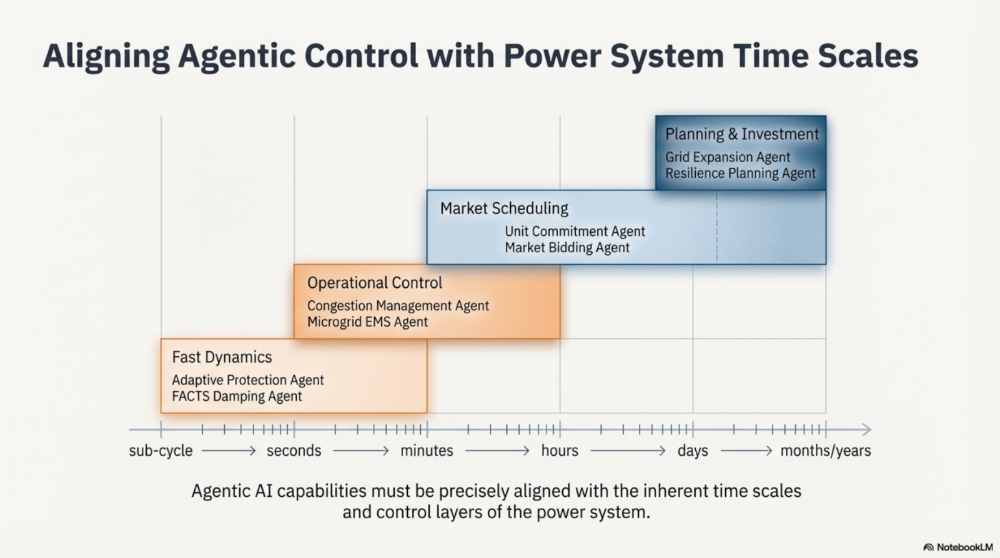 Aligning Agentic Control with Power System Time Scales
Planning & Investment
Grid Expansion Agent
Resilience Planning Agent
Market Scheduling
Unit Commitment Agent
Market Bidding Agent
Operational Control
Congestion Management Agent
Microgrid EMS Agent
Fast Dynamics
Adaptive Protection Agent
FACTS Damping Agent
sub-cycle seconds minutes hours days months/years
Agentic AI capabilities must be precisely aligned with the inherent time scales
and control layers of the power system.
NotebookLM